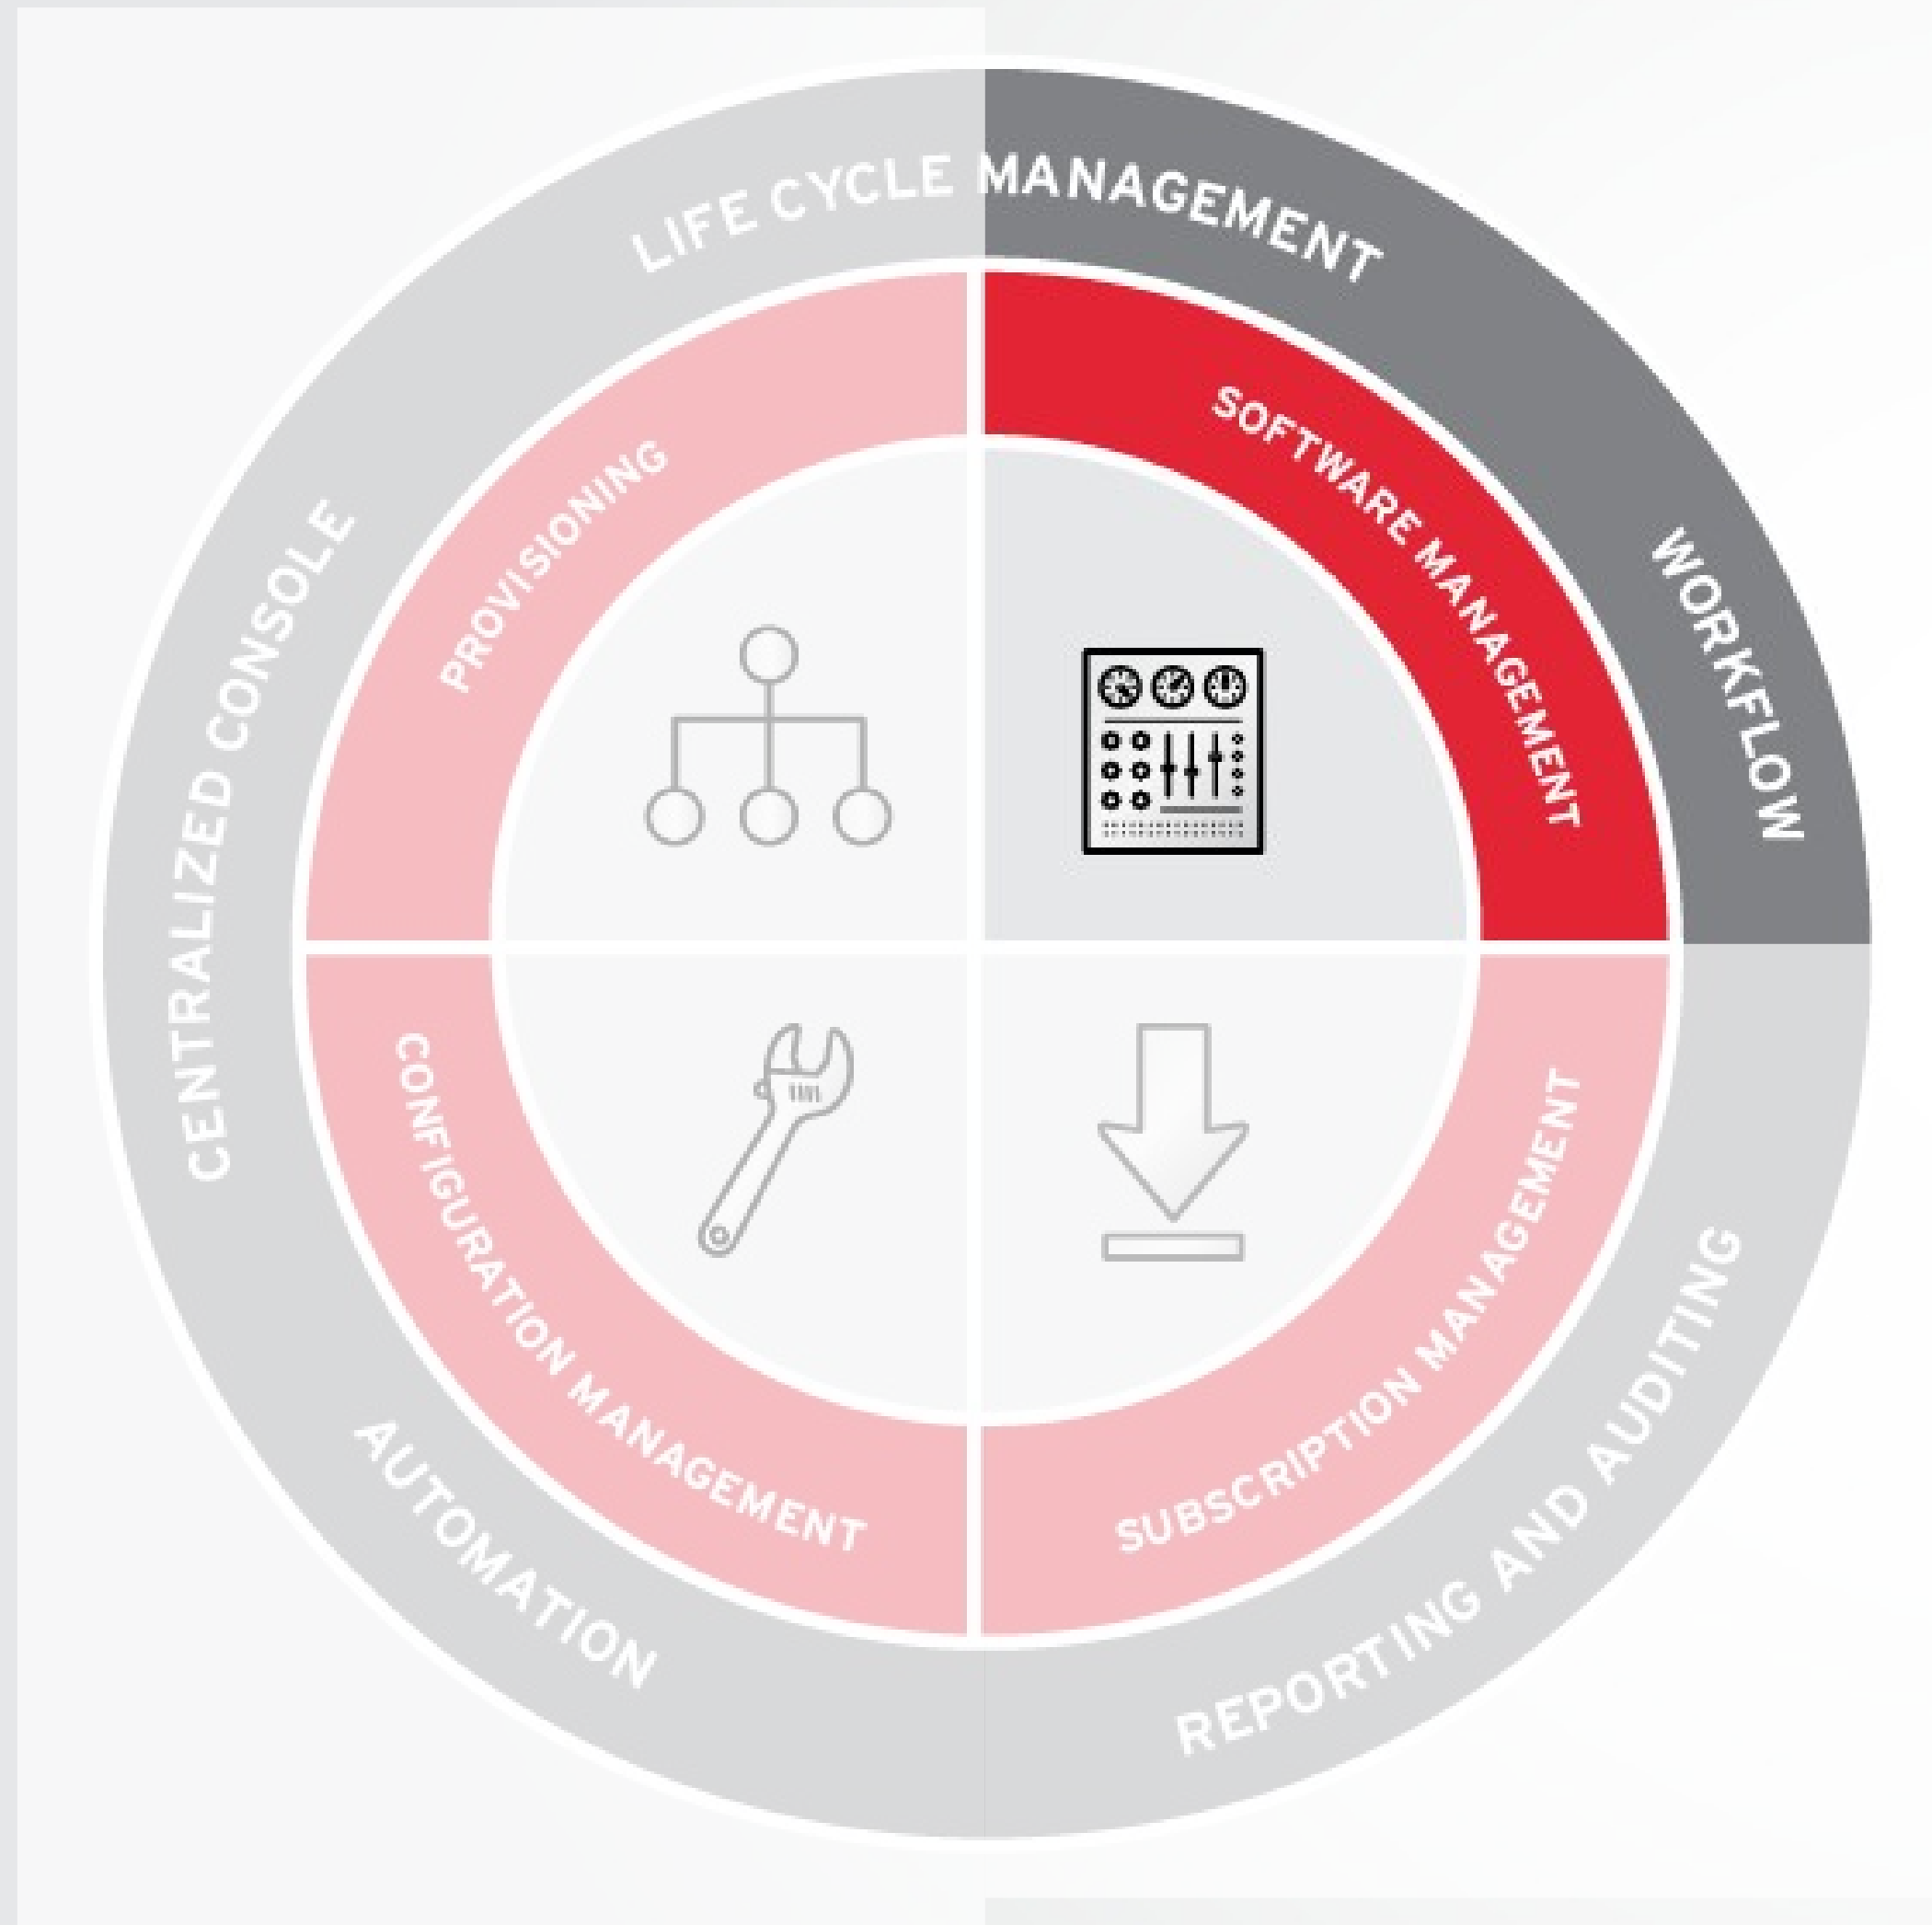 LIFE CYCLE MANAGEMENT
WORKFLOW
REPORTING AND AUDITING
AUTOMATION
CENTRALIZED CONSOLE
PROVISIONING
SOFTWARE MANAGEMENT
SUBSCRIPTION MANAGEMENT
CONFIGURATION MANAGEMENT